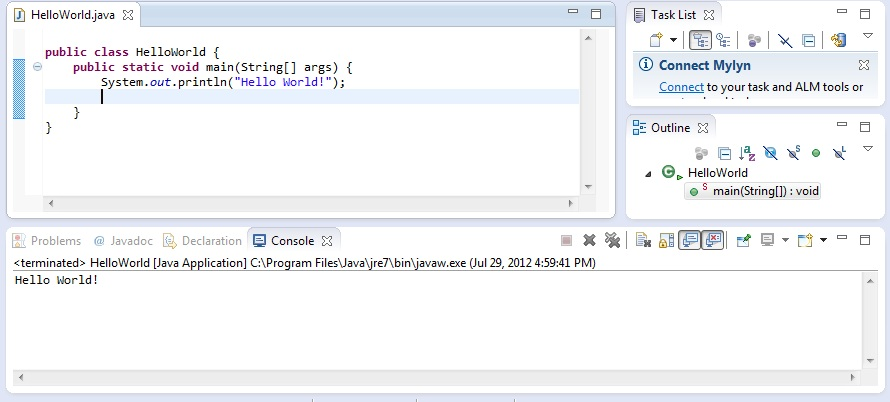 HelloWorld.java
public class HelloWorld {
public static void main(String[] args) {
System.out.println("Hello World!");
}
}
Task List
Connect Mylyn
Connect to your task and ALM tools or
Outline
HelloWorld
main(String[]) : void
Problems @ Javadoc Declaration Console
<terminated> HelloWorld [Java Application] C:\Program Files\Java\jre7\bin\javaw.exe (Jul 29, 2012 4:59:41 PM)
Hello World!